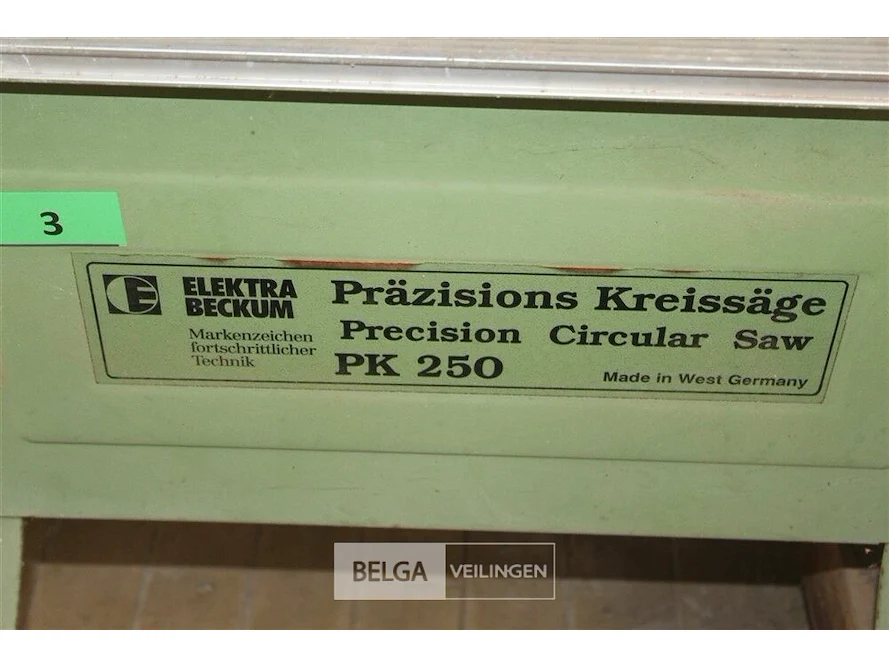 3
ELEKTRA
BECKUM
Markenzeichen
fortschrittlicher
Technik
Präzisions Kreissäge
Precision Circular Saw
PK 250
Made in West Germany
BELGA VEILINGEN